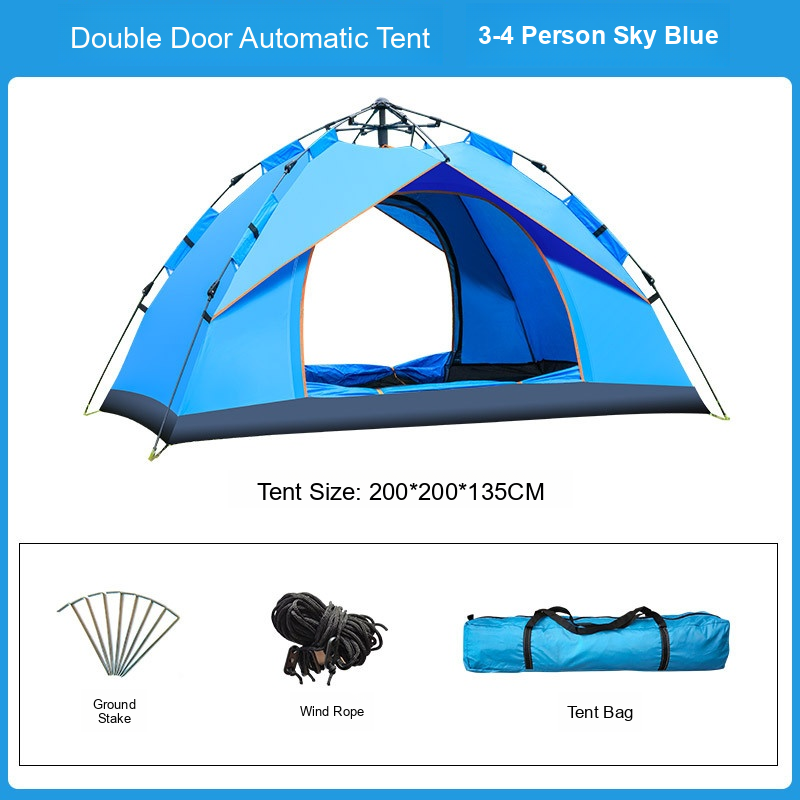 Double Door Automatic Tent 3-4 Person Sky Blue
Tent Size: 200*200*135CM
Ground
Stake
Wind Rope
Tent Bag